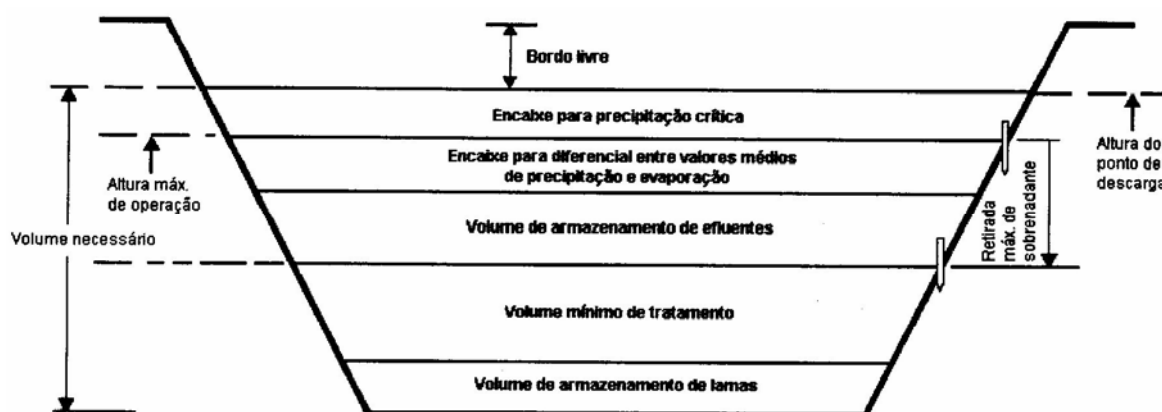 Bordo livre
Encaixe para precipitação crítica
Encaixe para diferencial entre valores médios
de precipitação e evaporação
Altura máx.
de operação
Altura do
ponto de
descarga
Volume de armazenamento de efluentes
Retirada
máx. de
sobrenadante
Volume necessário
Volume mínimo de tratamento
Volume de armazenamento de lamas